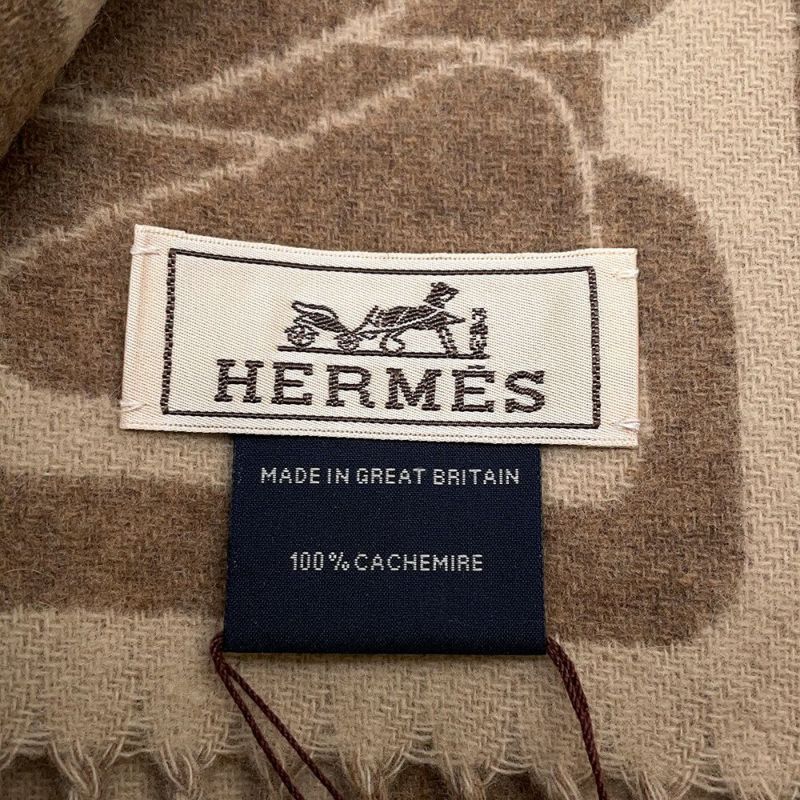 HERMÈS
MADE IN GREAT BRITAIN
100% CACHEMIRE